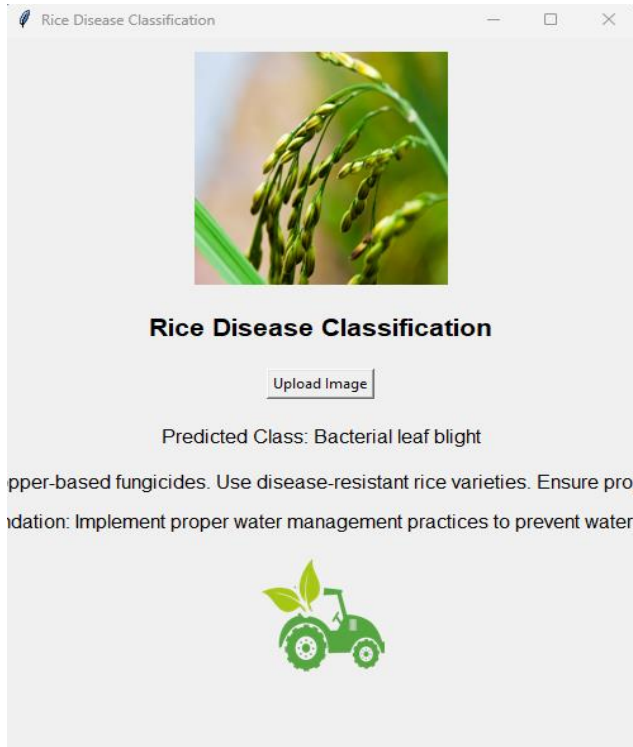 Rice Disease Classification
Rice Disease Classification
Upload Image
Predicted Class: Bacterial leaf blight
pper-based fungicides. Use disease-resistant rice varieties. Ensure pro
ndation: Implement proper water management practices to prevent water